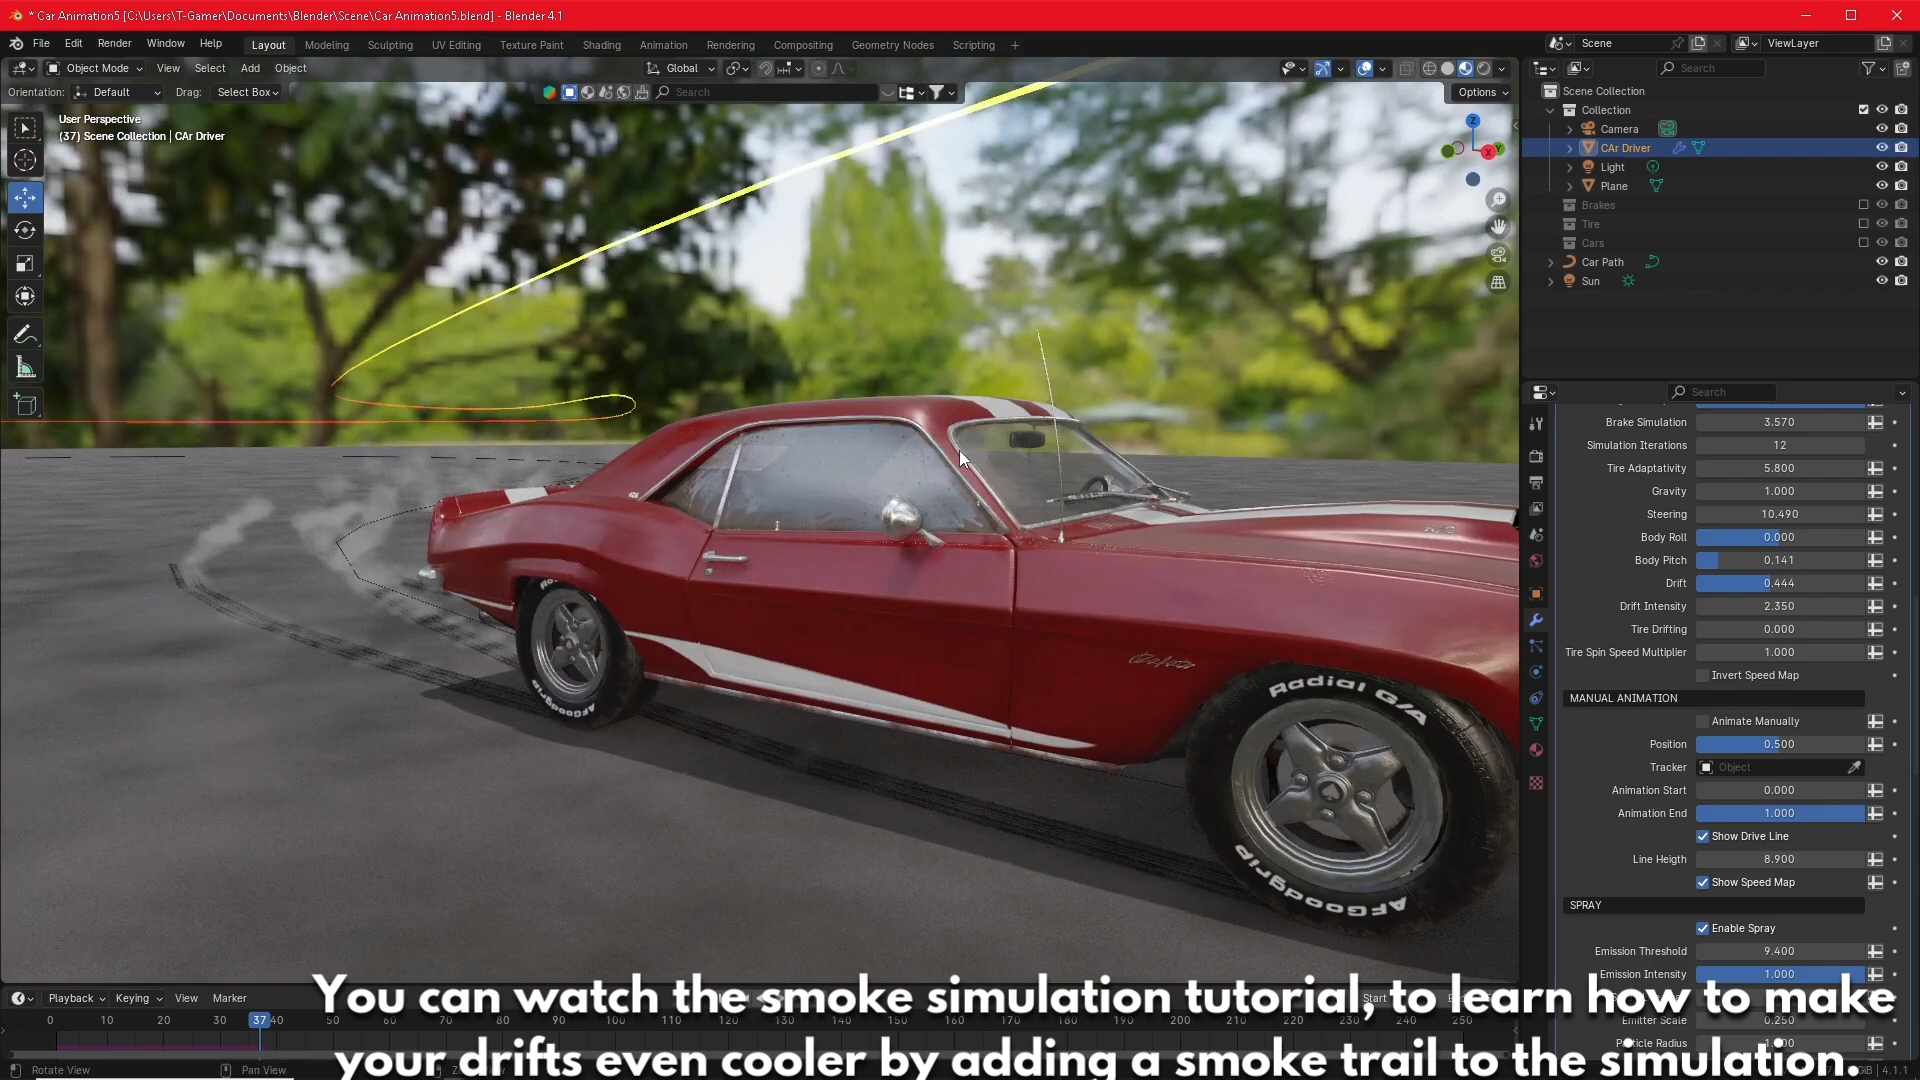 * Car Animation5 [C:\Users\T-Gamer\Documents\Blender\Scene\Car Animation5.blend] - Blender 4.1
File Edit Render Window Help Layout Modeling Sculpting UV Editing Texture Paint Shading Animation Rendering Compositing Geometry Nodes Scripting + Scene ViewLayer
Object Mode View Select Add Object Global Search
Orientation: Default Drag: Select Box Search Options
User Perspective
(37) Scene Collection | CAr Driver
Z
X
Y
Scene Collection
Collection
Camera
CAr Driver
Light
Plane
Brakes
Tire
Cars
Car Path
Sun
Search
Brake Simulation 3.570
Simulation Iterations 12
Tire Adaptativity 5.800
Gravity 1.000
Steering 10.490
Body Roll 0.000
Body Pitch 0.141
Drift 0.444
Drift Intensity 2.350
Tire Drifting 0.000
Tire Spin Speed Multiplier 1.000
Invert Speed Map
MANUAL ANIMATION
Animate Manually
Position 0.500
Tracker Object
Animation Start 0.000
Animation End 1.000
Show Drive Line
Line Heigth 8.900
Show Speed Map
SPRAY
Enable Spray
Emission Threshold 9.400
Emission Intensity 1.000
Emitter Scale 0.250
Particle Radius
Radial G/A
AFGoodgrip
AFGoodgrip
Playback Keying View Marker Start
0 10 20 30 37 40 50 60 70 80 90 100 110 120 130 140 150 160 170 180 190 200 210 220 230 240 250
You can watch the smoke simulation tutorial, to learn how to make
your drifts even cooler by adding a smoke trail to the simulation.
Rotate View Pan View 4.1.1